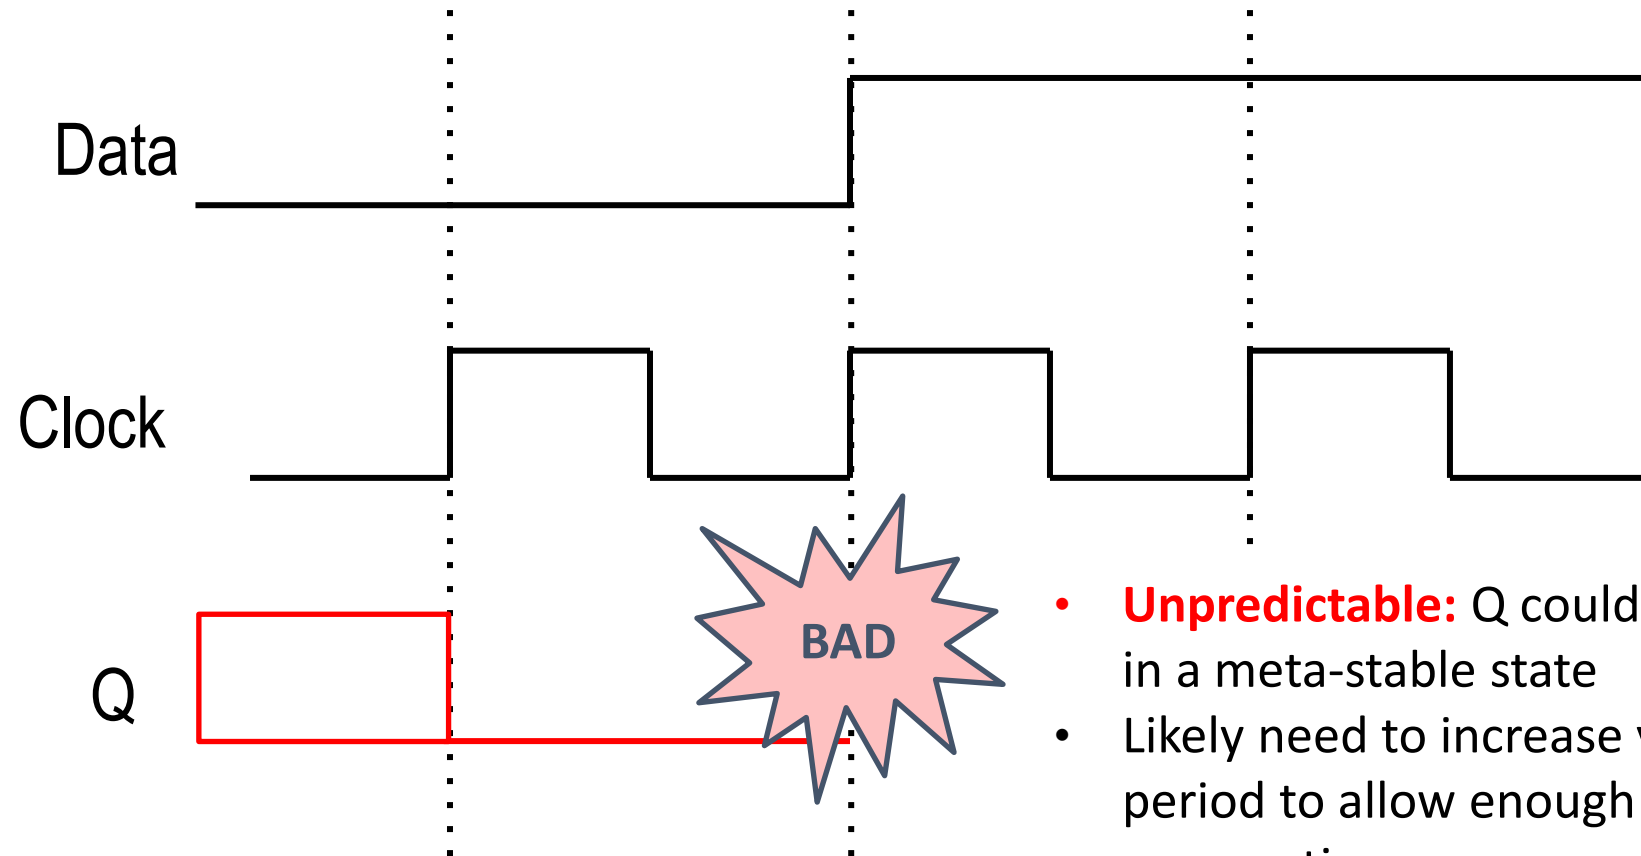 Data
Clock
Q
BAD
• Unpredictable: Q could
in a meta-stable state
• Likely need to increase
period to allow enough